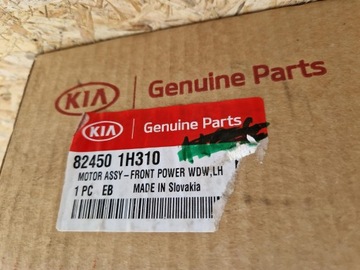 KIA Genuine Parts
KIA Genuine Parts
82450 1H310
MOTOR ASSY-FRONT POWER WDW,LH
1 PC EB MADE IN Slovakia